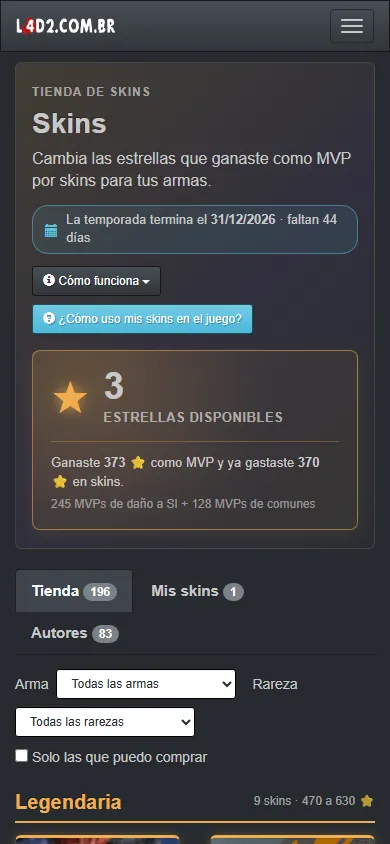 L4D2.COM.BR
TIENDA DE SKINS
Skins
Cambia las estrellas que ganaste como MVP
por skins para tus armas.
La temporada termina el 31/12/2026 · faltan 44
días
Cómo funciona
¿Cómo uso mis skins en el juego?
3
ESTRELLAS DISPONIBLES
Ganaste 373 como MVP y ya gastaste 370
en skins.
245 MVPs de daño a SI + 128 MVPs de comunes
Tienda 196 Mis skins 1
Autores 83
Arma Todas las armas Rareza
Todas las rarezas
Solo las que puedo comprar
Legendaria 9 skins · 470 a 630